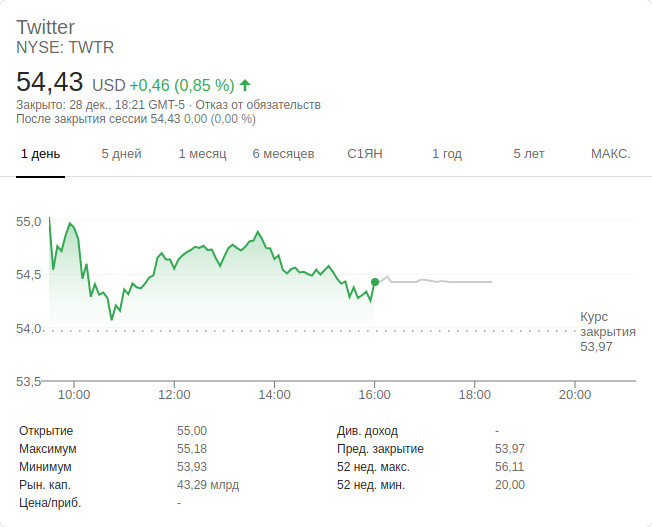 Twitter
NYSE: TWTR
54,43 USD +0,46 (0,85 %)
Закрыто: 28 дек., 18:21 GMT-5 · Отказ от обязательств
После закрытия сессии 54,43 0,00 (0,00 %)
1 день 5 дней 1 месяц 6 месяцев С1ЯН 1 год 5 лет МАКС.
55,0
54,5
54,0
53,5
Курс
закрытия
53,97
10:00 12:00 14:00 16:00 18:00 20:00
Открытие 55,00 Див. доход -
Максимум 55,18 Пред. закрытие 53,97
Минимум 53,93 52 нед. макс. 56,11
Рын. кап. 43,29 млрд 52 нед. мин. 20,00
Цена/приб. -